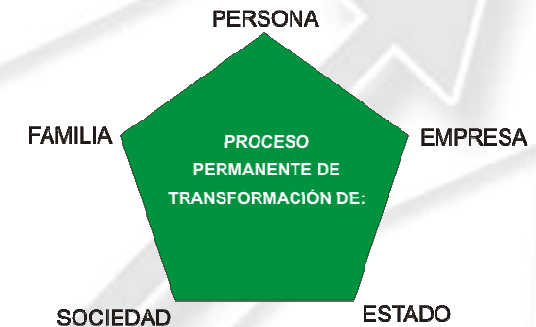 PERSONA
FAMILIA
EMPRESA
PROCESO
PERMANENTE DE
TRANSFORMACIÓN DE:
SOCIEDAD
ESTADO